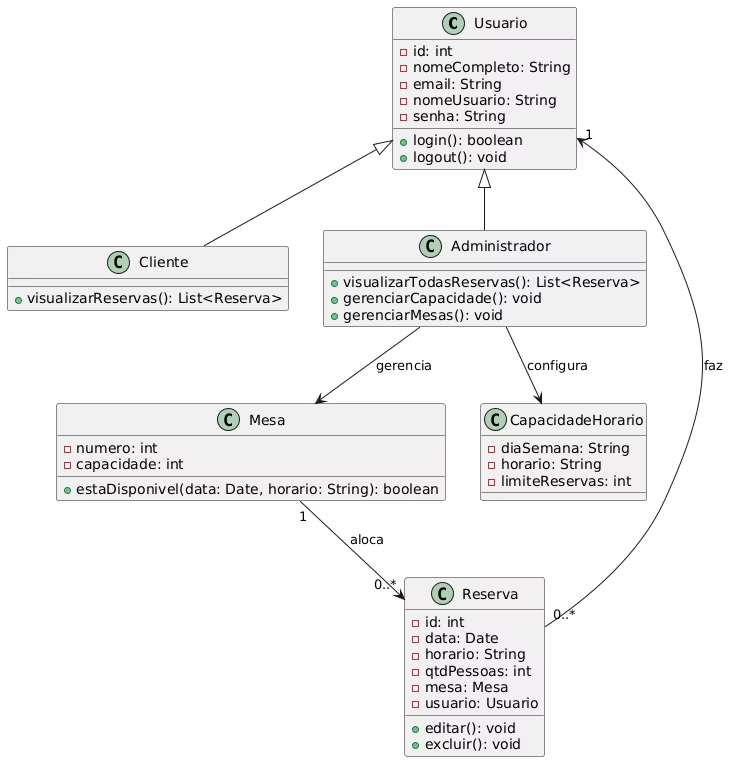 C Usuario
id: int
nomeCompleto: String
email: String
nomeUsuario: String
senha: String
login(): boolean
logout(): void
1
C Cliente
visualizarReservas(): List<Reserva>
C Administrador
visualizarTodasReservas(): List<Reserva>
gerenciarCapacidade(): void
gerenciarMesas(): void
gerencia
configura
faz
C Mesa
numero: int
capacidade: int
estaDisponivel(data: Date, horario: String): boolean
C CapacidadeHorario
diaSemana: String
horario: String
limiteReservas: int
1
aloca
0..*
0..*
C Reserva
id: int
data: Date
horario: String
qtdPessoas: int
mesa: Mesa
usuario: Usuario
editar(): void
excluir(): void